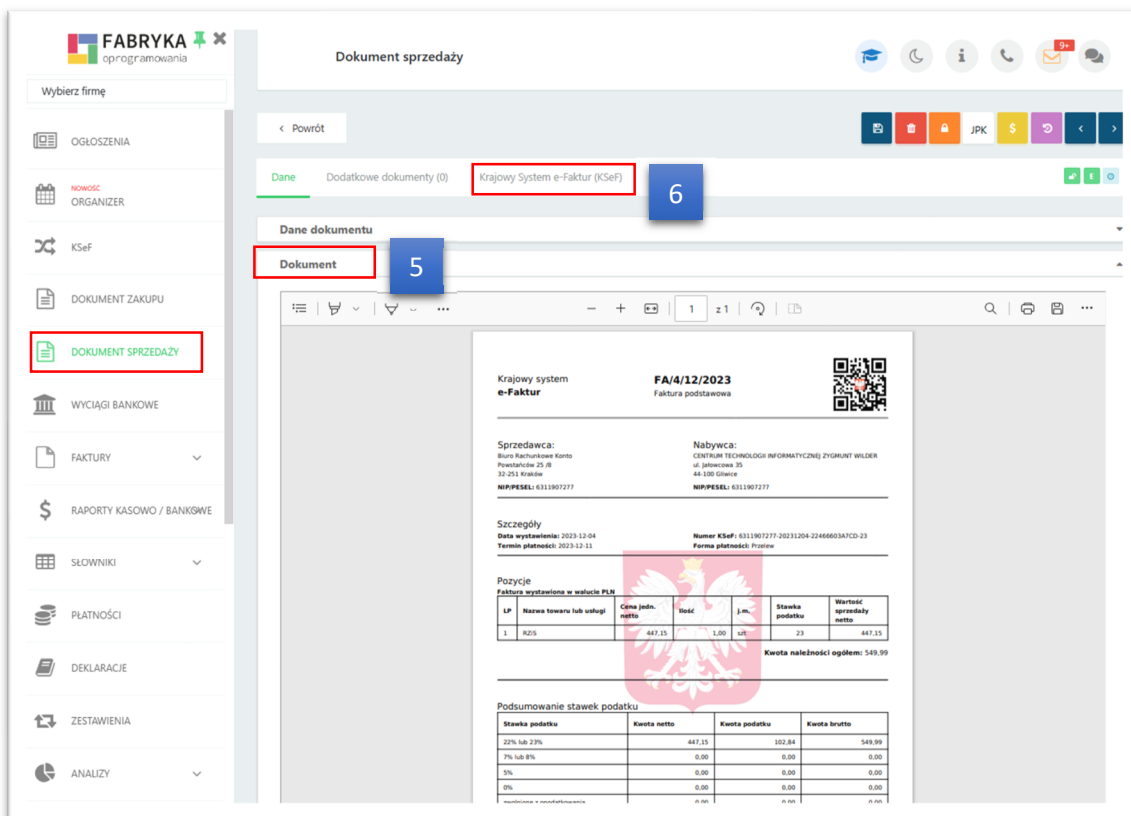 FABRYKA
oprogramowania
Wybierz firmę
OGŁOSZENIA
NOWOŚĆ
ORGANIZER
KSeF
DOKUMENT ZAKUPU
DOKUMENT SPRZEDAŻY
WYCIĄGI BANKOWE
FAKTURY
RAPORTY KASOWO / BANKOWE
SŁOWNIKI
PŁATNOŚCI
DEKLARACJE
ZESTAWIENIA
ANALIZY
Dokument sprzedaży
9+
Powrót
JPK
Dane Dodatkowe dokumenty (0) Krajowy System e-Faktur (KSeF)
6
E
Dane dokumentu
Dokument
5
1 z 1
Krajowy system
e-Faktur
FA/4/12/2023
Faktura podstawowa
Sprzedawca:
Biuro Rachunkowe Konto
Powstańców 25 /8
32-251 Kraków
NIP/PESEL: 6311907277
Nabywca:
CENTRUM TECHNOLOGII INFORMATYCZNEJ ZYGMUNT WILDER
ul. Jałowcowa 35
44-100 Gliwice
NIP/PESEL: 6311907277
Szczegóły
Data wystawienia: 2023-12-04
Termin płatności: 2023-12-11
Numer KSeF: 6311907277-20231204-22466603A7CD-23
Forma płatności: Przelew
Pozycje
Faktura wystawiona w walucie PLN
LP Nazwa towaru lub usługi Cena jedn. netto Ilość j.m. Stawka podatku Wartość sprzedaży netto
1 RZiS 447,15 1,00 szt 23 447,15
Kwota należności ogółem: 549,99
Podsumowanie stawek podatku
Stawka podatku Kwota netto Kwota podatku Kwota brutto
22% lub 23% 447,15 102,84 549,99
7% lub 8% 0,00 0,00 0,00
5% 0,00 0,00 0,00
0% 0,00 0,00 0,00
zwolnione z opodatkowania 0,00 0,00 0,00